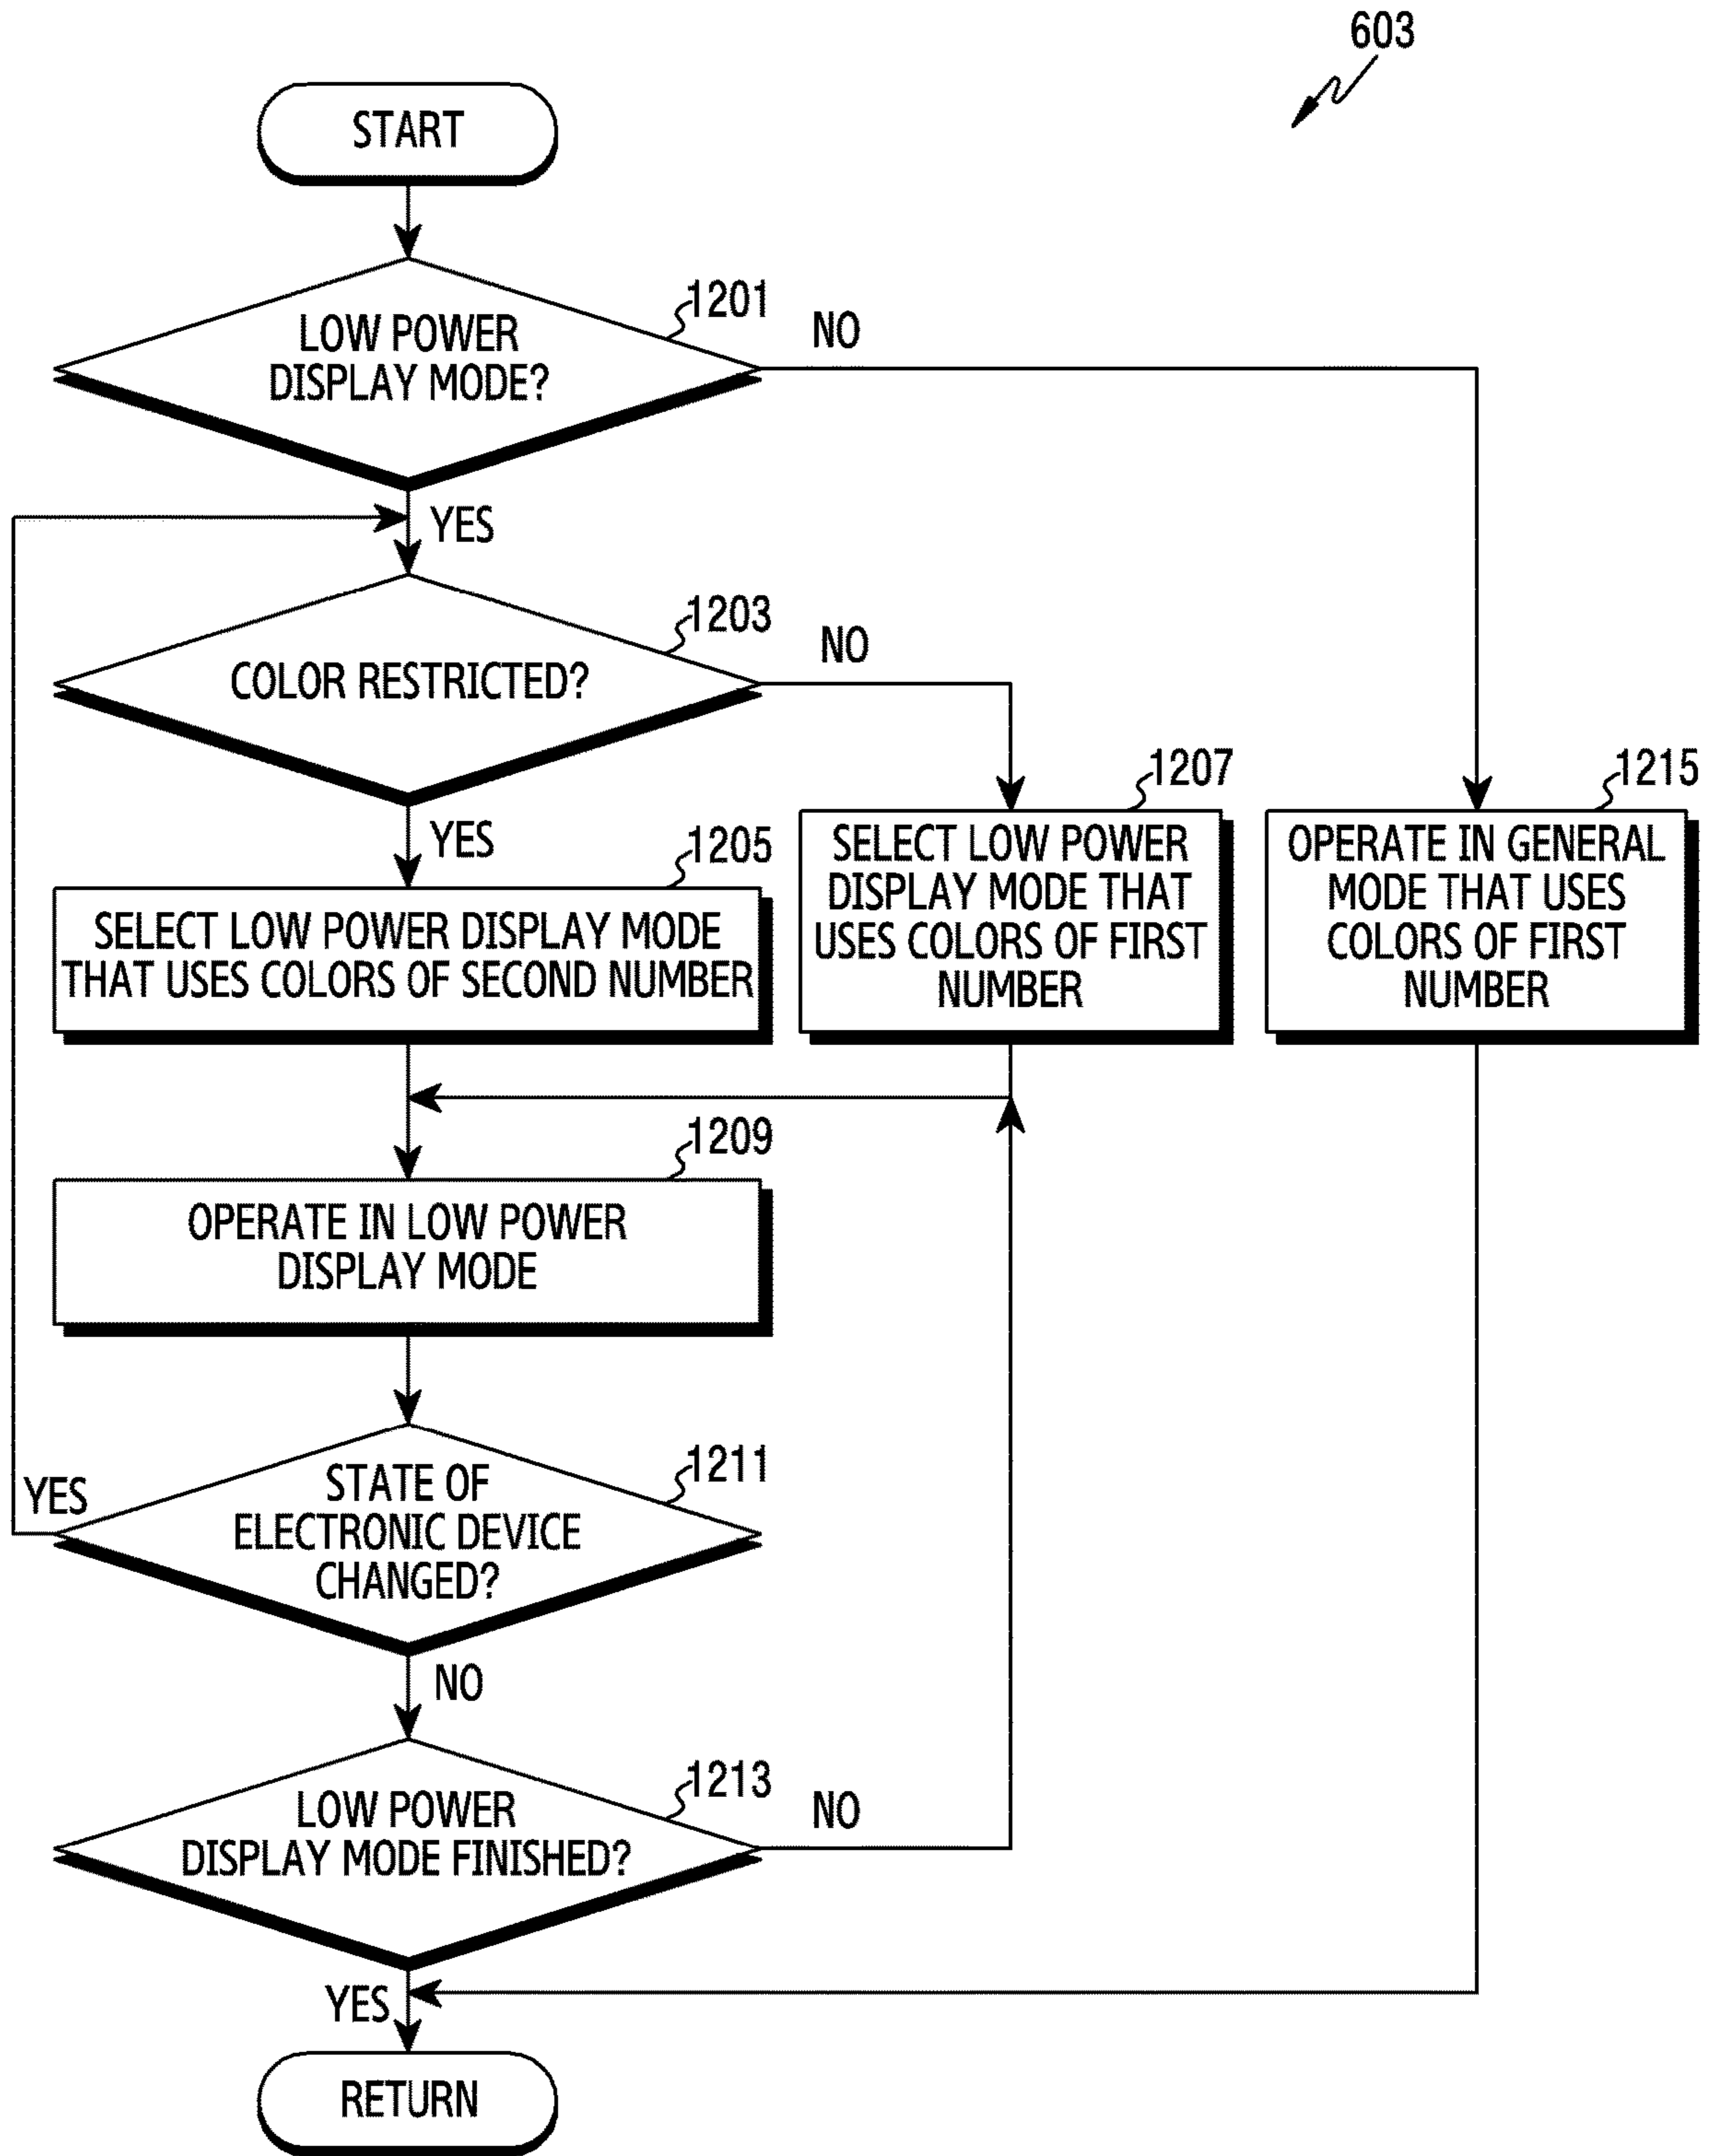 603
START
1201
LOW POWER
DISPLAY MODE?
NO
YES
1203
COLOR RESTRICTED?
NO
YES
1205
SELECT LOW POWER DISPLAY MODE
THAT USES COLORS OF SECOND NUMBER
1207
SELECT LOW POWER
DISPLAY MODE THAT
USES COLORS OF FIRST
NUMBER
1215
OPERATE IN GENERAL
MODE THAT USES
COLORS OF FIRST
NUMBER
1209
OPERATE IN LOW POWER
DISPLAY MODE
1211
STATE OF
ELECTRONIC DEVICE
CHANGED?
YES
NO
1213
LOW POWER
DISPLAY MODE FINISHED?
NO
YES
RETURN